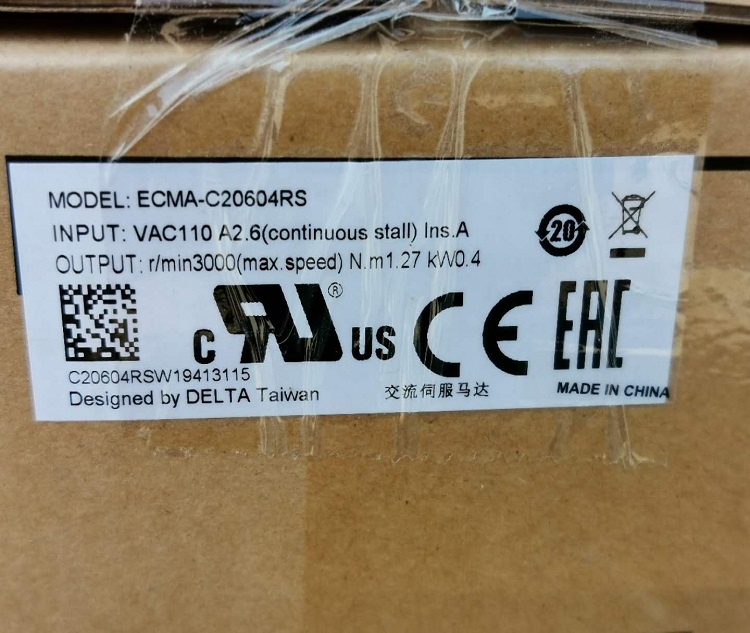 MODEL: ECMA-C20604RS
INPUT: VAC110 A2.6(continuous stall) Ins.A
OUTPUT: r/min3000(max.speed) N.m1.27 kW0.4
20
C RU ® US CE EAC
C20604RSW19413115
Designed by DELTA Taiwan
交流伺服马达
MADE IN CHINA